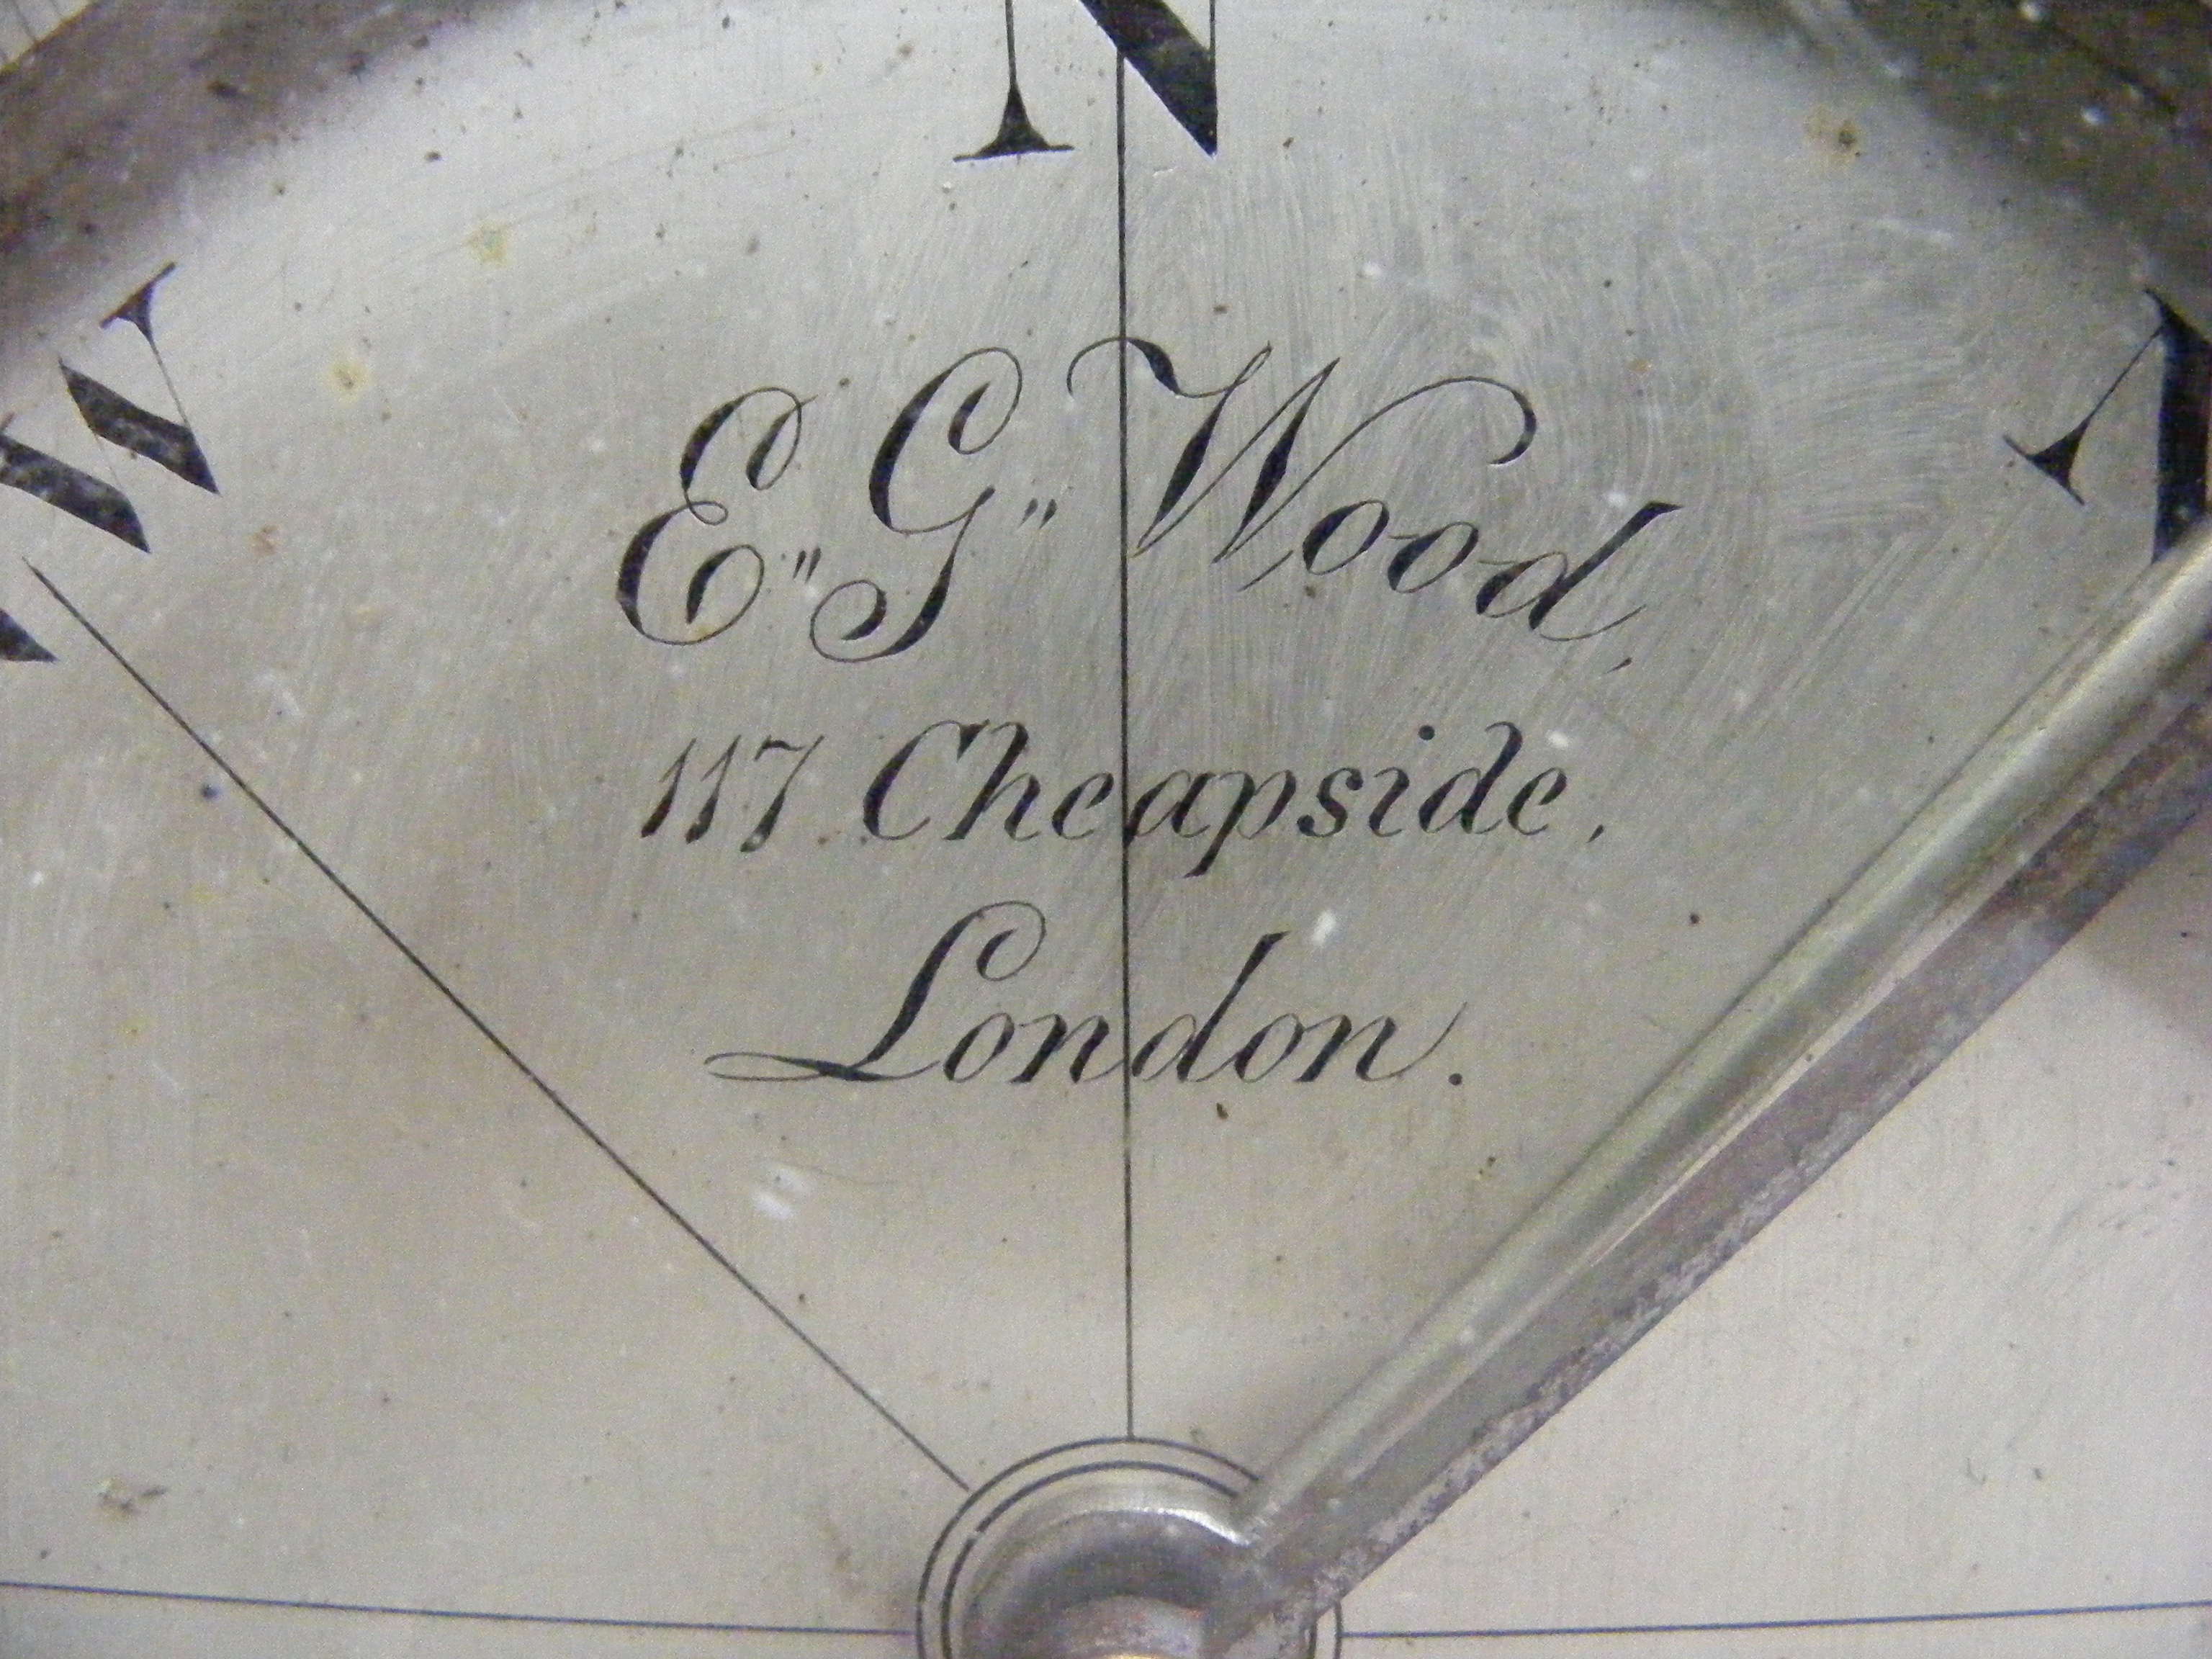 N
W
N
E" G" Wood,
117 Cheapside.
London.